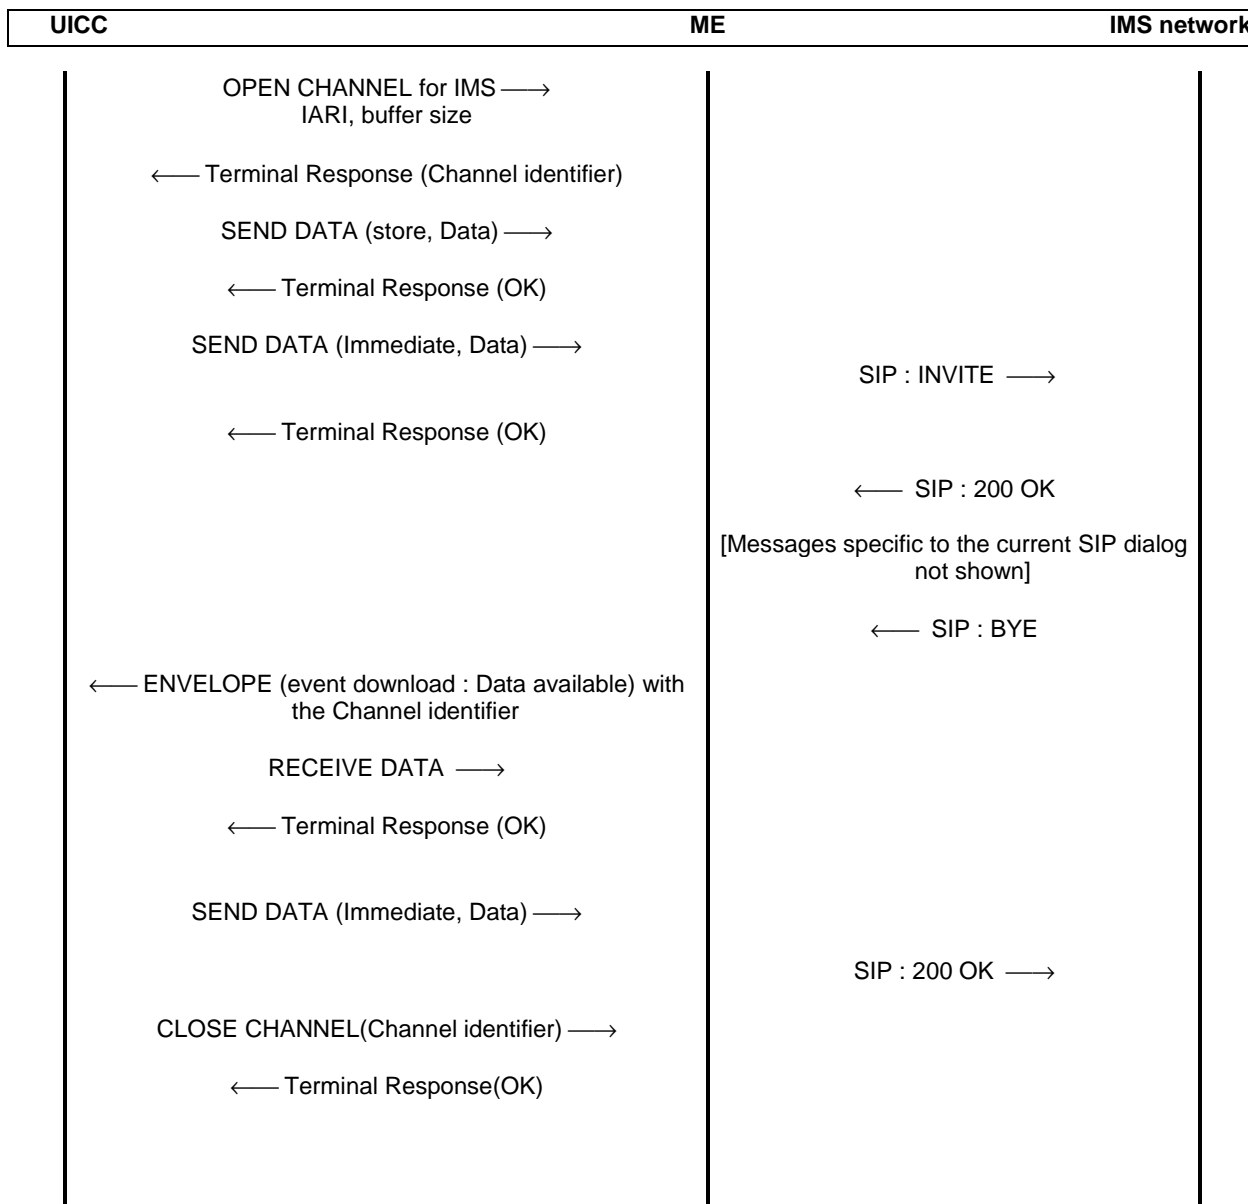 UICC ME IMS network
OPEN CHANNEL for IMS ⟶
IARI, buffer size
⟵ Terminal Response (Channel identifier)
SEND DATA (store, Data) ⟶
⟵ Terminal Response (OK)
SEND DATA (Immediate, Data) ⟶
SIP : INVITE ⟶
⟵ Terminal Response (OK)
⟵ SIP : 200 OK
[Messages specific to the current SIP dialog
not shown]
⟵ SIP : BYE
⟵ ENVELOPE (event download : Data available) with
the Channel identifier
RECEIVE DATA ⟶
⟵ Terminal Response (OK)
SEND DATA (Immediate, Data) ⟶
SIP : 200 OK ⟶
CLOSE CHANNEL(Channel identifier) ⟶
⟵ Terminal Response(OK)